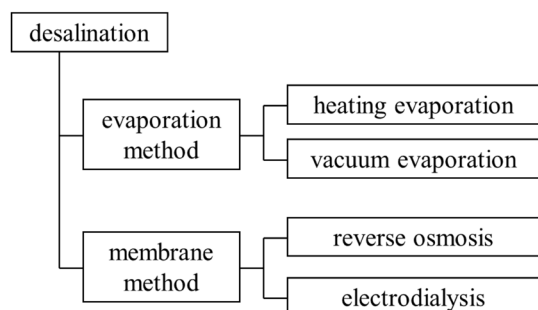 desalination
evaporation
method
heating evaporation
vacuum evaporation
membrane
method
reverse osmosis
electrodialysis